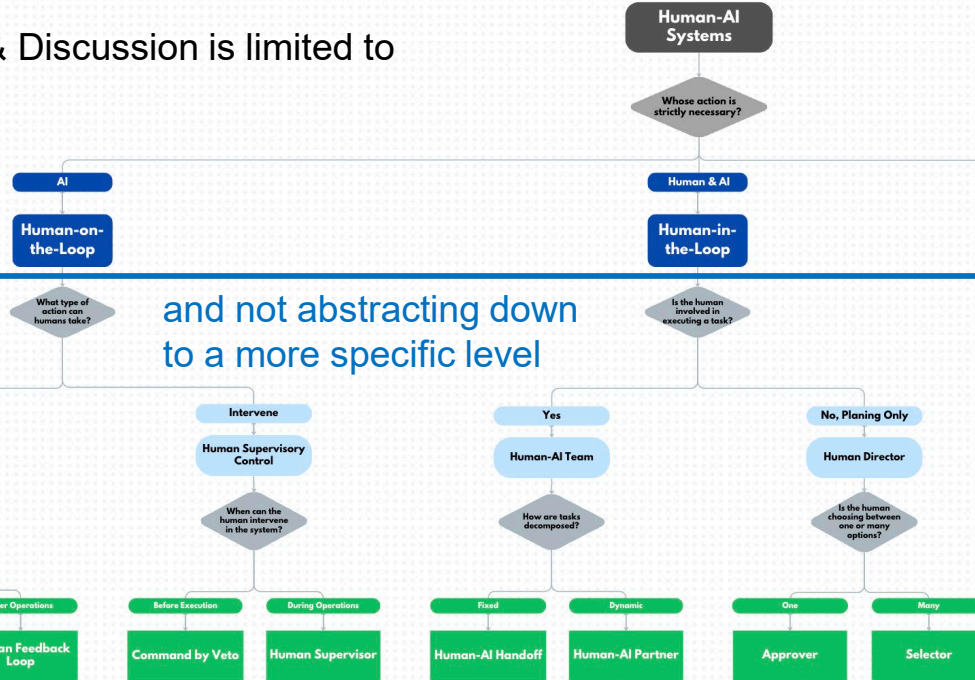 Human-AI
Systems
& Discussion is limited to
Whose action is
strictly necessary?
AI
Human & AI
Human-on-
the-Loop
Human-in-
the-Loop
What type of
action can
humans take?
and not abstracting down
to a more specific level
Is the human
involved in
executing a task?
Intervene
Yes
No, Planing Only
Human Supervisory
Control
Human-AI Team
Human Director
When can the
human intervene
in the system?
How are tasks
decomposed?
Is the human
choosing between
one or many
options?
er Operations
Before Execution
During Operations
Fixed
Dynamic
One
Many
an Feedback
Loop
Command by Veto
Human Supervisor
Human-AI Handoff
Human-AI Partner
Approver
Selector